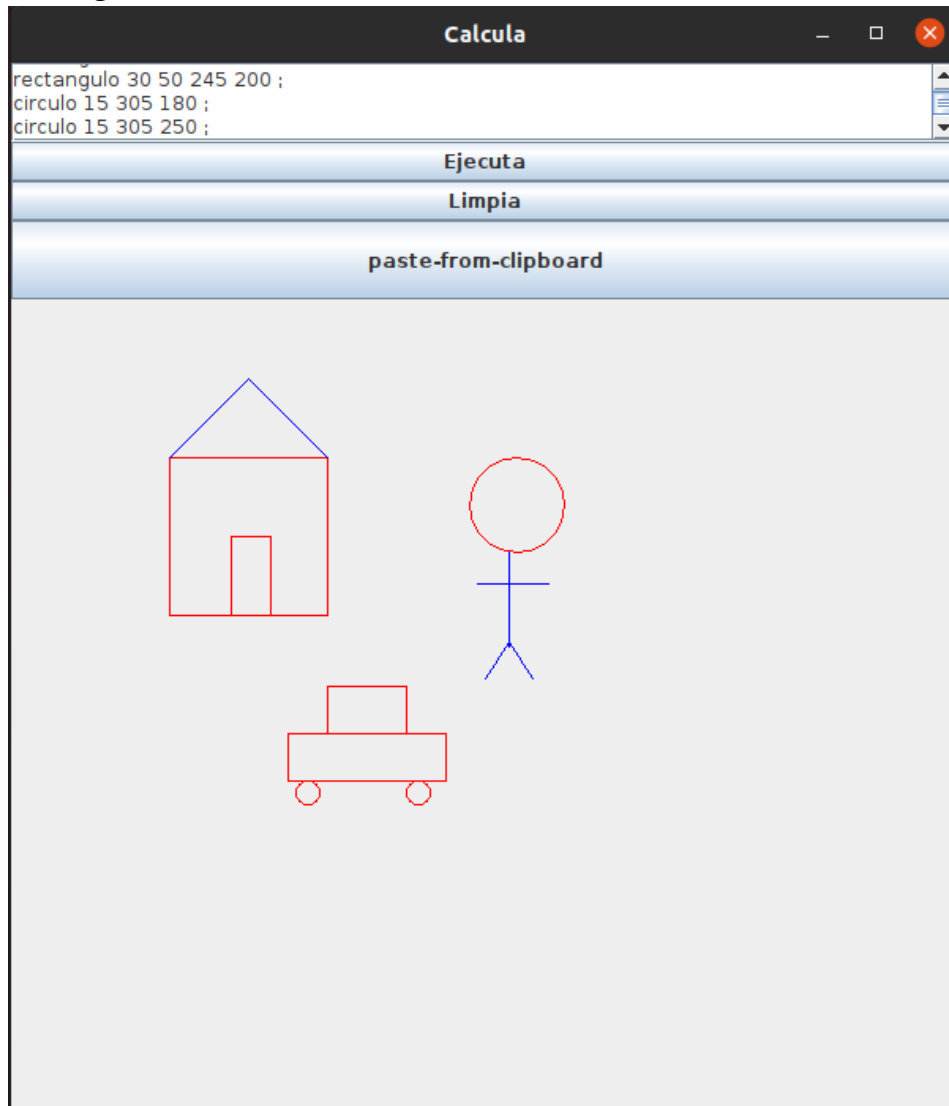 Calcula
rectangulo 30 50 245 200 ;
circulo 15 305 180 ;
circulo 15 305 250 ;
Ejecuta
Limpia
paste-from-clipboard